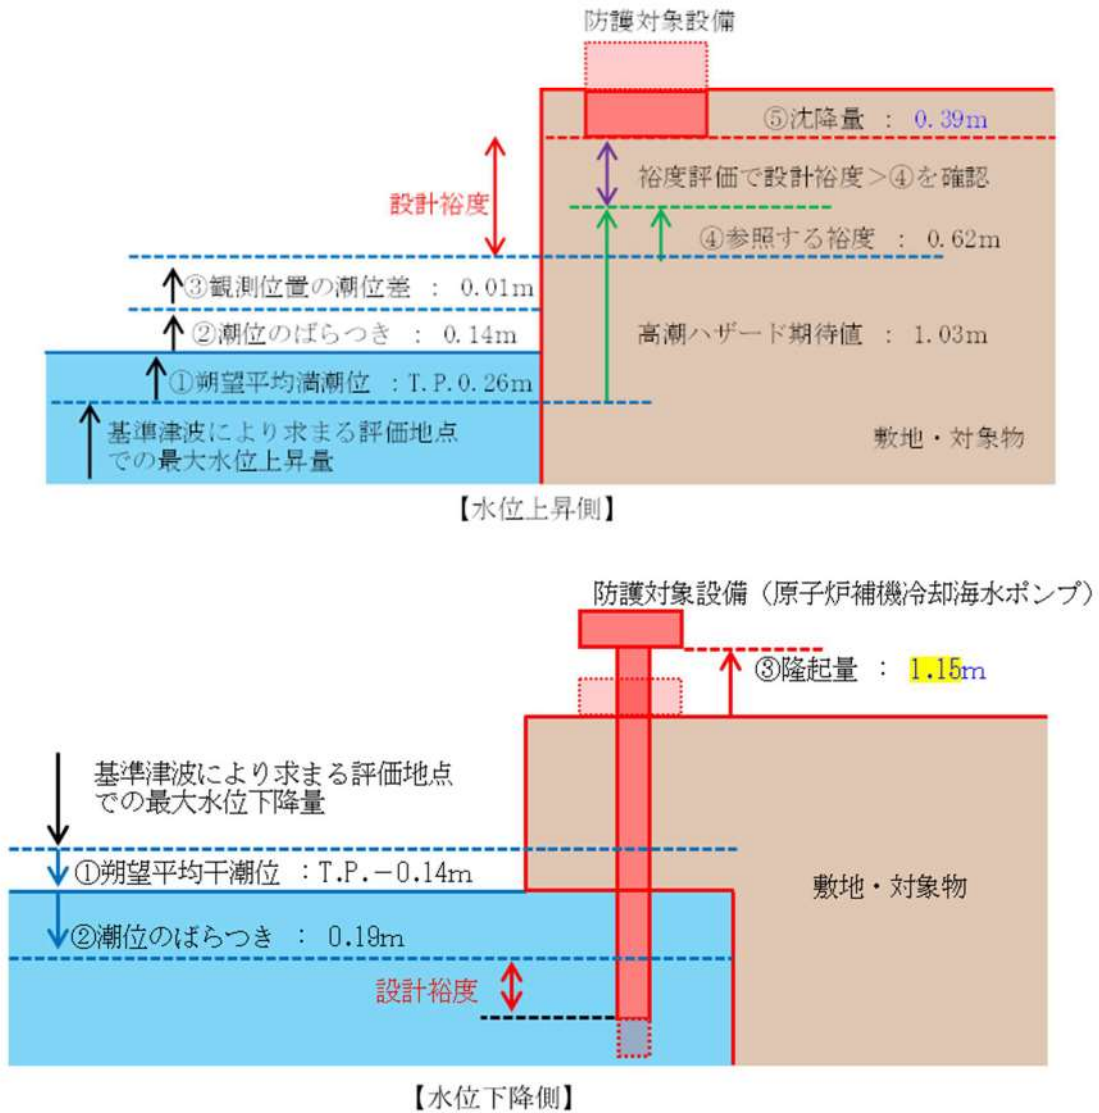 防護対象設備
⑤沈降量 : 0.39m
裕度評価で設計裕度>④を確認
設計裕度
④参照する裕度 : 0.62m
③観測位置の潮位差 : 0.01m
②潮位のばらつき : 0.14m
高潮ハザード期待値 : 1.03m
①朔望平均満潮位 :T.P.0.26m
基準津波により求まる評価地点
での最大水位上昇量
敷地・対象物
【水位上昇側】
防護対象設備(原子炉補機冷却海水ポンプ)
③隆起量 : 1.15m
基準津波により求まる評価地点
での最大水位下降量
①朔望平均干潮位 :T.P.-0.14m
敷地・対象物
②潮位のばらつき : 0.19m
設計裕度
【水位下降側】